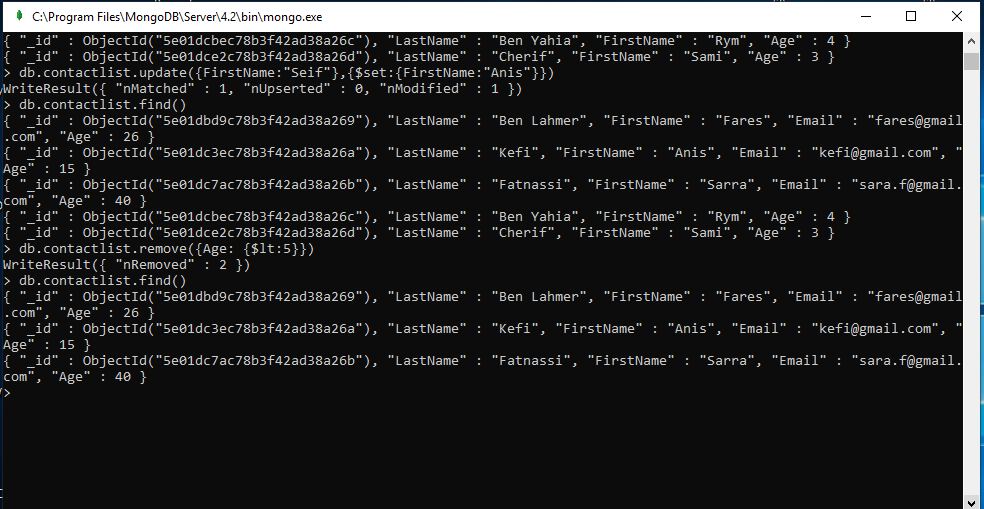 C:\Program Files\MongoDB\Server\4.2\bin\mongo.exe
{ "_id" : ObjectId("5e01dcbec78b3f42ad38a26c"), "LastName" : "Ben Yahia", "FirstName" : "Rym", "Age" : 4 }
{ "_id" : ObjectId("5e01dce2c78b3f42ad38a26d"), "LastName" : "Cherif", "FirstName" : "Sami", "Age" : 3 }
> db.contactlist.update({FirstName:"Seif"},{$set:{FirstName:"Anis"}})
WriteResult({ "nMatched" : 1, "nUpserted" : 0, "nModified" : 1 })
> db.contactlist.find()
{ "_id" : ObjectId("5e01dbd9c78b3f42ad38a269"), "LastName" : "Ben Lahmer", "FirstName" : "Fares", "Email" : "fares@gmail
.com", "Age" : 26 }
{ "_id" : ObjectId("5e01dc3ec78b3f42ad38a26a"), "LastName" : "Kefi", "FirstName" : "Anis", "Email" : "kefi@gmail.com", "
Age" : 15 }
{ "_id" : ObjectId("5e01dc7ac78b3f42ad38a26b"), "LastName" : "Fatnassi", "FirstName" : "Sarra", "Email" : "sara.f@gmail.
com", "Age" : 40 }
{ "_id" : ObjectId("5e01dcbec78b3f42ad38a26c"), "LastName" : "Ben Yahia", "FirstName" : "Rym", "Age" : 4 }
{ "_id" : ObjectId("5e01dce2c78b3f42ad38a26d"), "LastName" : "Cherif", "FirstName" : "Sami", "Age" : 3 }
> db.contactlist.remove({Age: {$lt:5}})
WriteResult({ "nRemoved" : 2 })
> db.contactlist.find()
{ "_id" : ObjectId("5e01dbd9c78b3f42ad38a269"), "LastName" : "Ben Lahmer", "FirstName" : "Fares", "Email" : "fares@gmail
.com", "Age" : 26 }
{ "_id" : ObjectId("5e01dc3ec78b3f42ad38a26a"), "LastName" : "Kefi", "FirstName" : "Anis", "Email" : "kefi@gmail.com", "
Age" : 15 }
{ "_id" : ObjectId("5e01dc7ac78b3f42ad38a26b"), "LastName" : "Fatnassi", "FirstName" : "Sarra", "Email" : "sara.f@gmail.
com", "Age" : 40 }
>